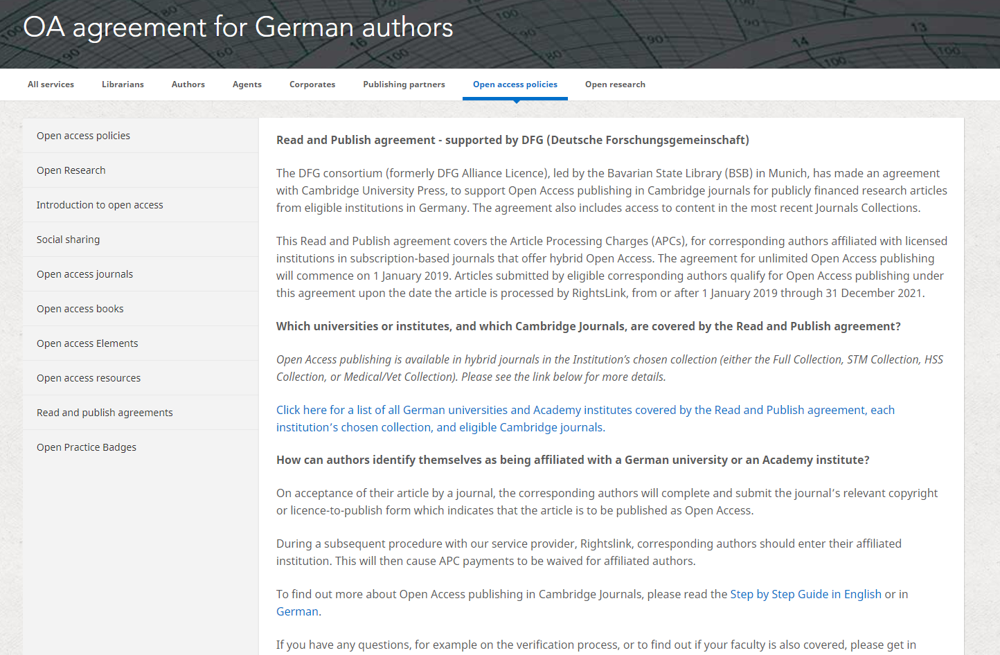 OA agreement for German authors
All services
Librarians
Authors
Agents
Corporates
Publishing partners
Open access policies
Open research
Open access policies
Open Research
Introduction to open access
Social sharing
Open access journals
Open access books
Open access Elements
Open access resources
Read and publish agreements
Open Practice Badges
Read and Publish agreement - supported by DFG (Deutsche Forschungsgemeinschaft)
The DFG consortium (formerly DFG Alliance Licence), led by the Bavarian State Library (BSB) in Munich, has made an agreement
with Cambridge University Press, to support Open Access publishing in Cambridge journals for publicly financed research articles
from eligible institutions in Germany. The agreement also includes access to content in the most recent Journals Collections.
This Read and Publish agreement covers the Article Processing Charges (APCs), for corresponding authors affiliated with licensed
institutions in subscription-based journals that offer hybrid Open Access. The agreement for unlimited Open Access publishing
will commence on 1 January 2019. Articles submitted by eligible corresponding authors qualify for Open Access publishing under
this agreement upon the date the article is processed by RightsLink, from or after 1 January 2019 through 31 December 2021.
Which universities or institutes, and which Cambridge Journals, are covered by the Read and Publish agreement?
Open Access publishing is available in hybrid journals in the Institution’s chosen collection (either the Full Collection, STM Collection, HSS
Collection, or Medical/Vet Collection). Please see the link below for more details.
Click here for a list of all German universities and Academy institutes covered by the Read and Publish agreement, each
institution’s chosen collection, and eligible Cambridge journals.
How can authors identify themselves as being affiliated with a German university or an Academy institute?
On acceptance of their article by a journal, the corresponding authors will complete and submit the journal’s relevant copyright
or licence-to-publish form which indicates that the article is to be published as Open Access.
During a subsequent procedure with our service provider, Rightslink, corresponding authors should enter their affiliated
institution. This will then cause APC payments to be waived for affiliated authors.
To find out more about Open Access publishing in Cambridge Journals, please read the Step by Step Guide in English or in
German.
If you have any questions, for example on the verification process, or to find out if your faculty is also covered, please get in